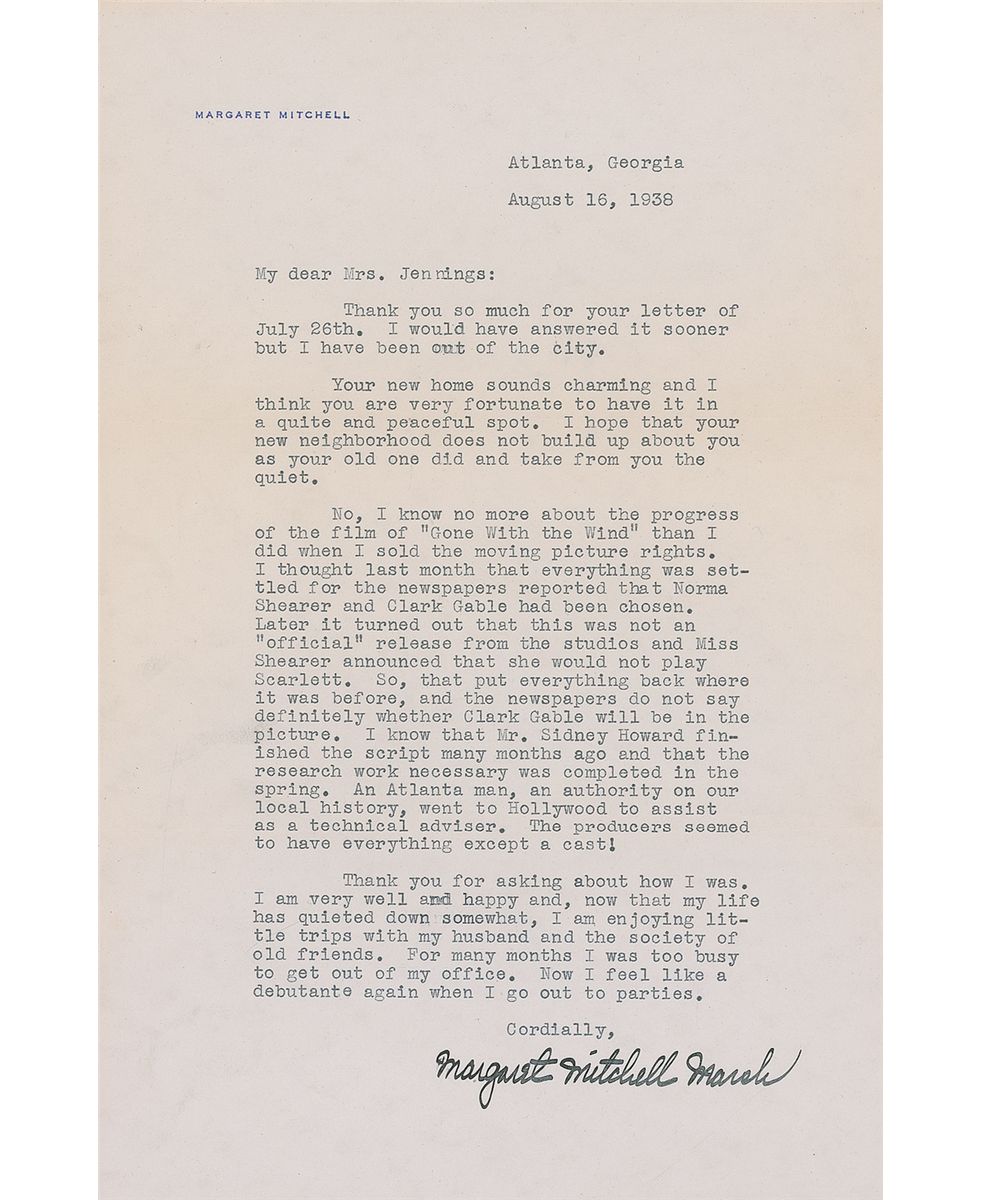 MARGARET MITCHELL
Atlanta, Georgia
August 16, 1938
My dear Mrs. Jennings:
Thank you so much for your letter of
July 26th. I would have answered it sooner
but I have been out of the city.
Your new home sounds charming and I
think you are very fortunate to have it in
a quite and peaceful spot. I hope that your
new neighborhood does not build up about you
as your old one did and take from you the
quiet.
No, I know no more about the progress
of the film of "Gone With the Wind" than I
did when I sold the moving picture rights.
I thought last month that everything was set-
tled for the newspapers reported that Norma
Shearer and Clark Gable had been chosen.
Later it turned out that this was not an
"official" release from the studios and Miss
Shearer announced that she would not play
Scarlett. So, that put everything back where
it was before, and the newspapers do not say
definitely whether Clark Gable will be in the
picture. I know that Mr. Sidney Howard fin-
ished the script many months ago and that the
research work necessary was completed in the
spring. An Atlanta man, an authority on our
local history, went to Hollywood to assist
as a technical adviser. The producers seemed
to have everything except a cast!
Thank you for asking about how I was.
I am very well and happy and, now that my life
has quieted down somewhat, I am enjoying lit-
tle trips with my husband and the society of
old friends. For many months I was too busy
to get out of my office. Now I feel like a
debutante again when I go out to parties.
Cordially,
Margaret Mitchell Marsh